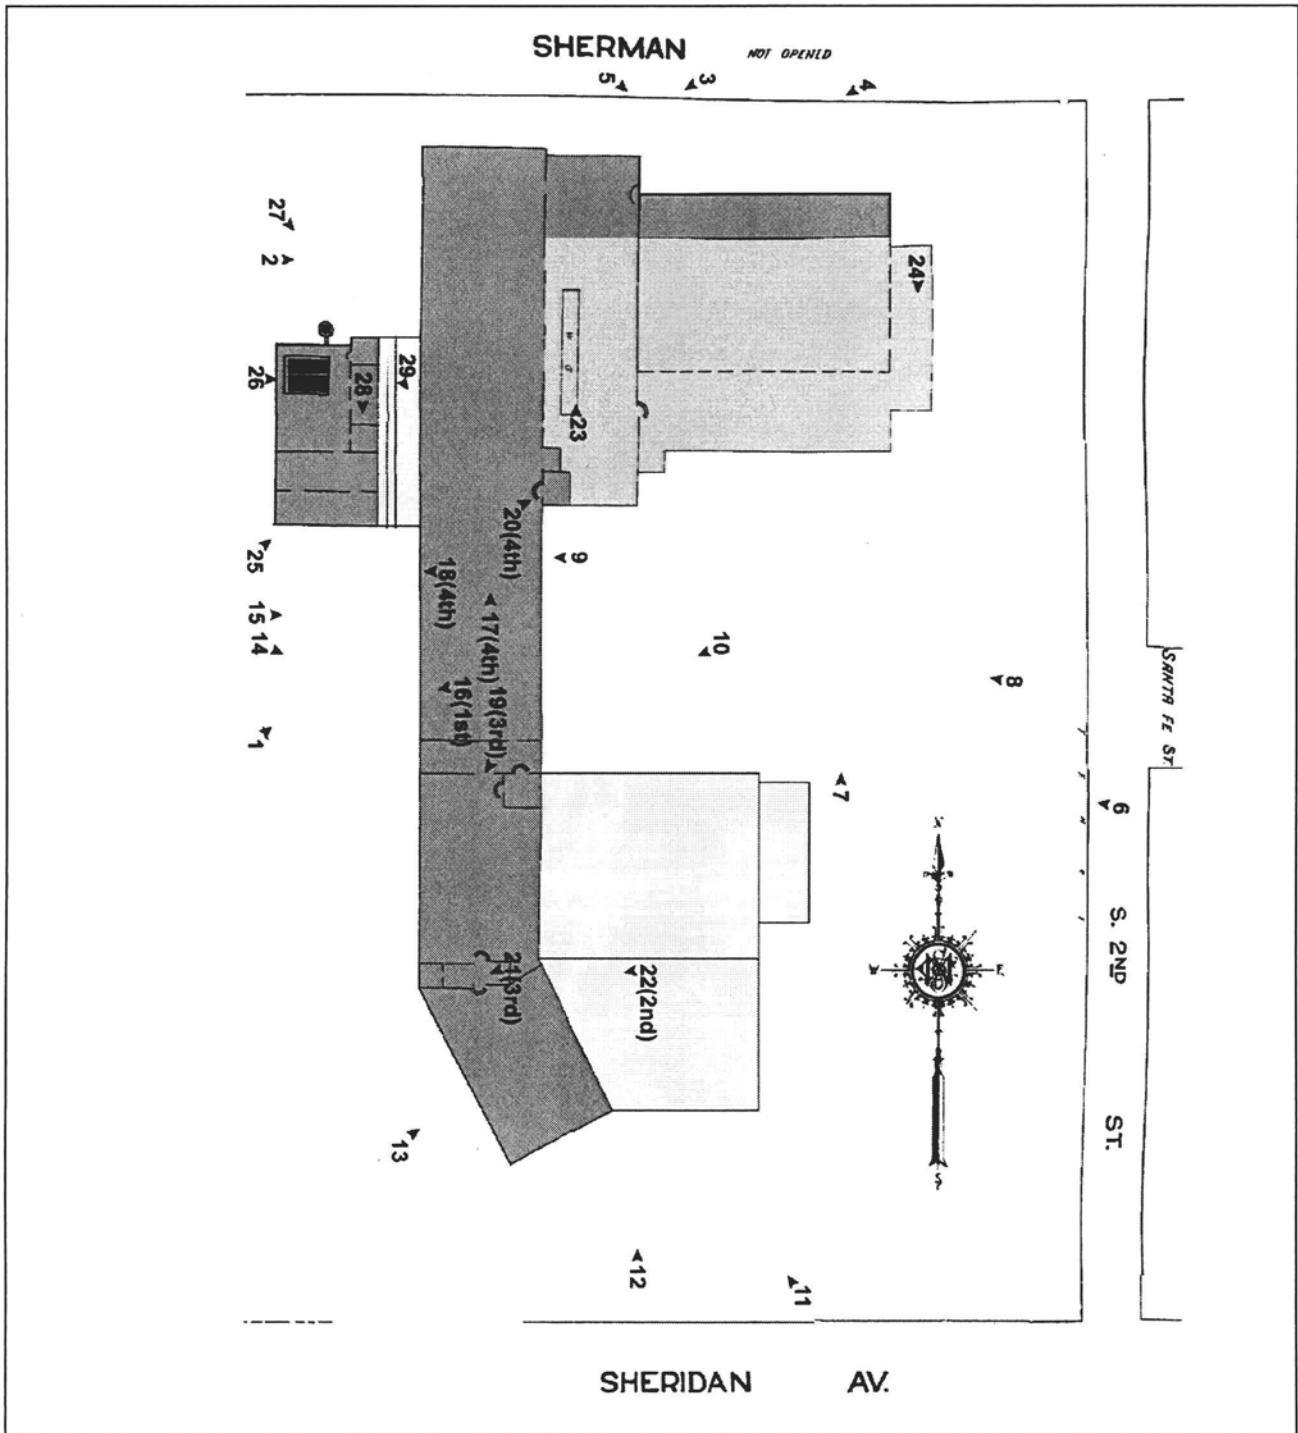 SHERMAN NOT OPENED
5
3
4
27
2
24
26
28
29
23
20(4th)
9
25
18(4th)
15
14
17(4th)
10
16(1st)
19(3rd)
8
SANTA FE ST.
1
7
6
S. 2ND ST.
W
E
21(3rd)
22(2nd)
S
13
12
11
SHERIDAN AV.